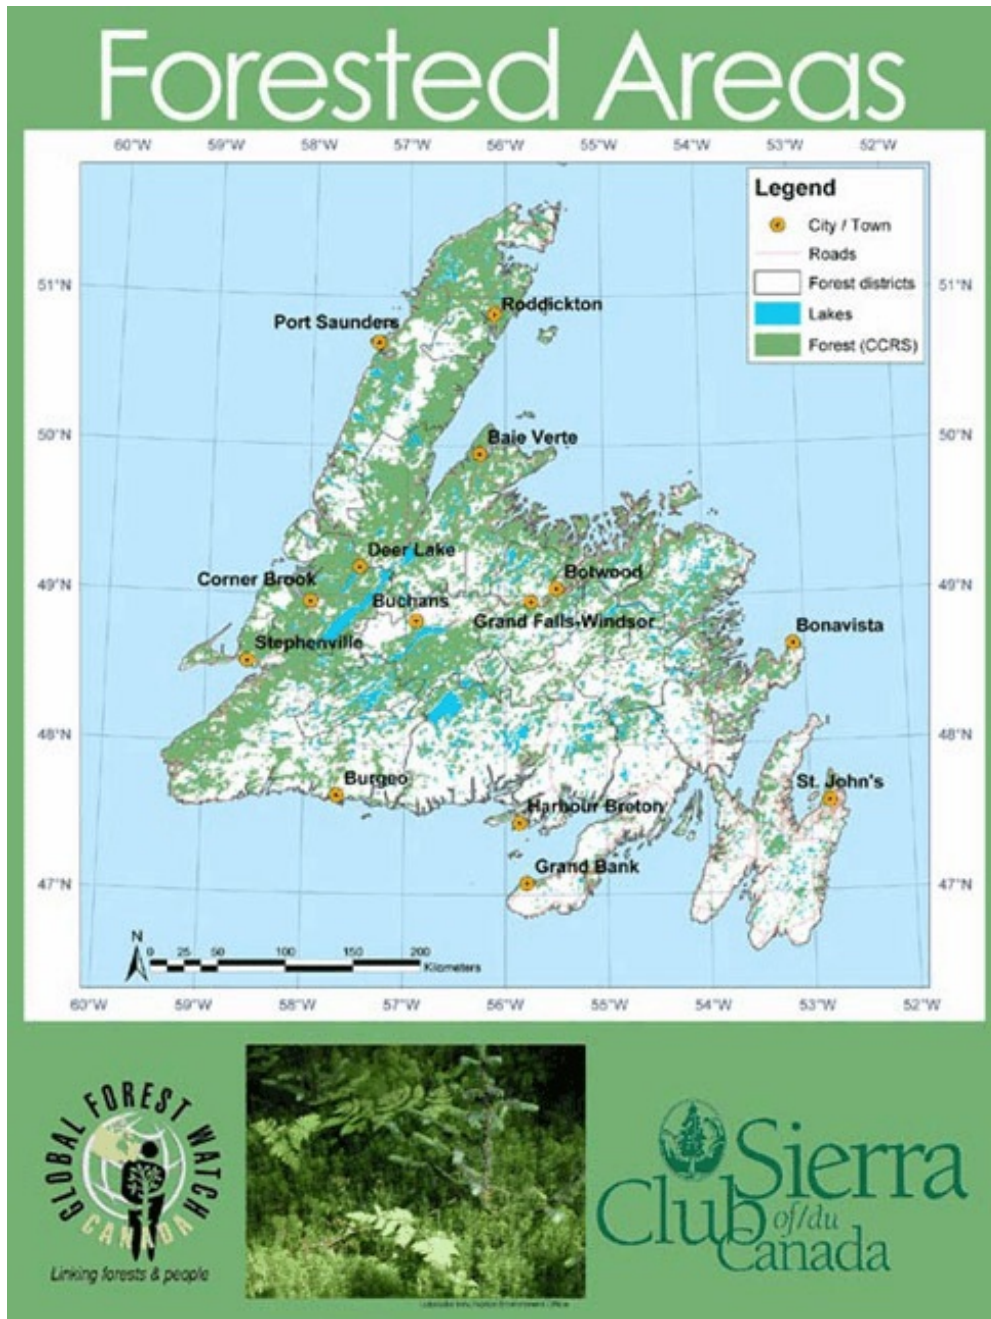 Forested Areas
60°W 59°W 58°W 57°W 56°W 55°W 54°W 53°W 52°W
Legend
City / Town
Roads
Forest districts
Lakes
Forest (CCRS)
51°N
51°N
Roddickton
Port Saunders
50°N
50°N
Baie Verte
Deer Lake
Corner Brook
Botwood
49°N
49°N
Buchans
Grand Falls-Windsor
Bonavista
Stephenville
48°N
48°N
Burgeo
St. John's
Harbour Breton
Grand Bank
47°N
47°N
N
0 25 50 100 150 200
Kilometers
60°W 59°W 58°W 57°W 56°W 55°W 54°W 53°W 52°W
GLOBAL FOREST WATCH
CANADA
Linking forests & people
Sierra
Club
of/du
Canada